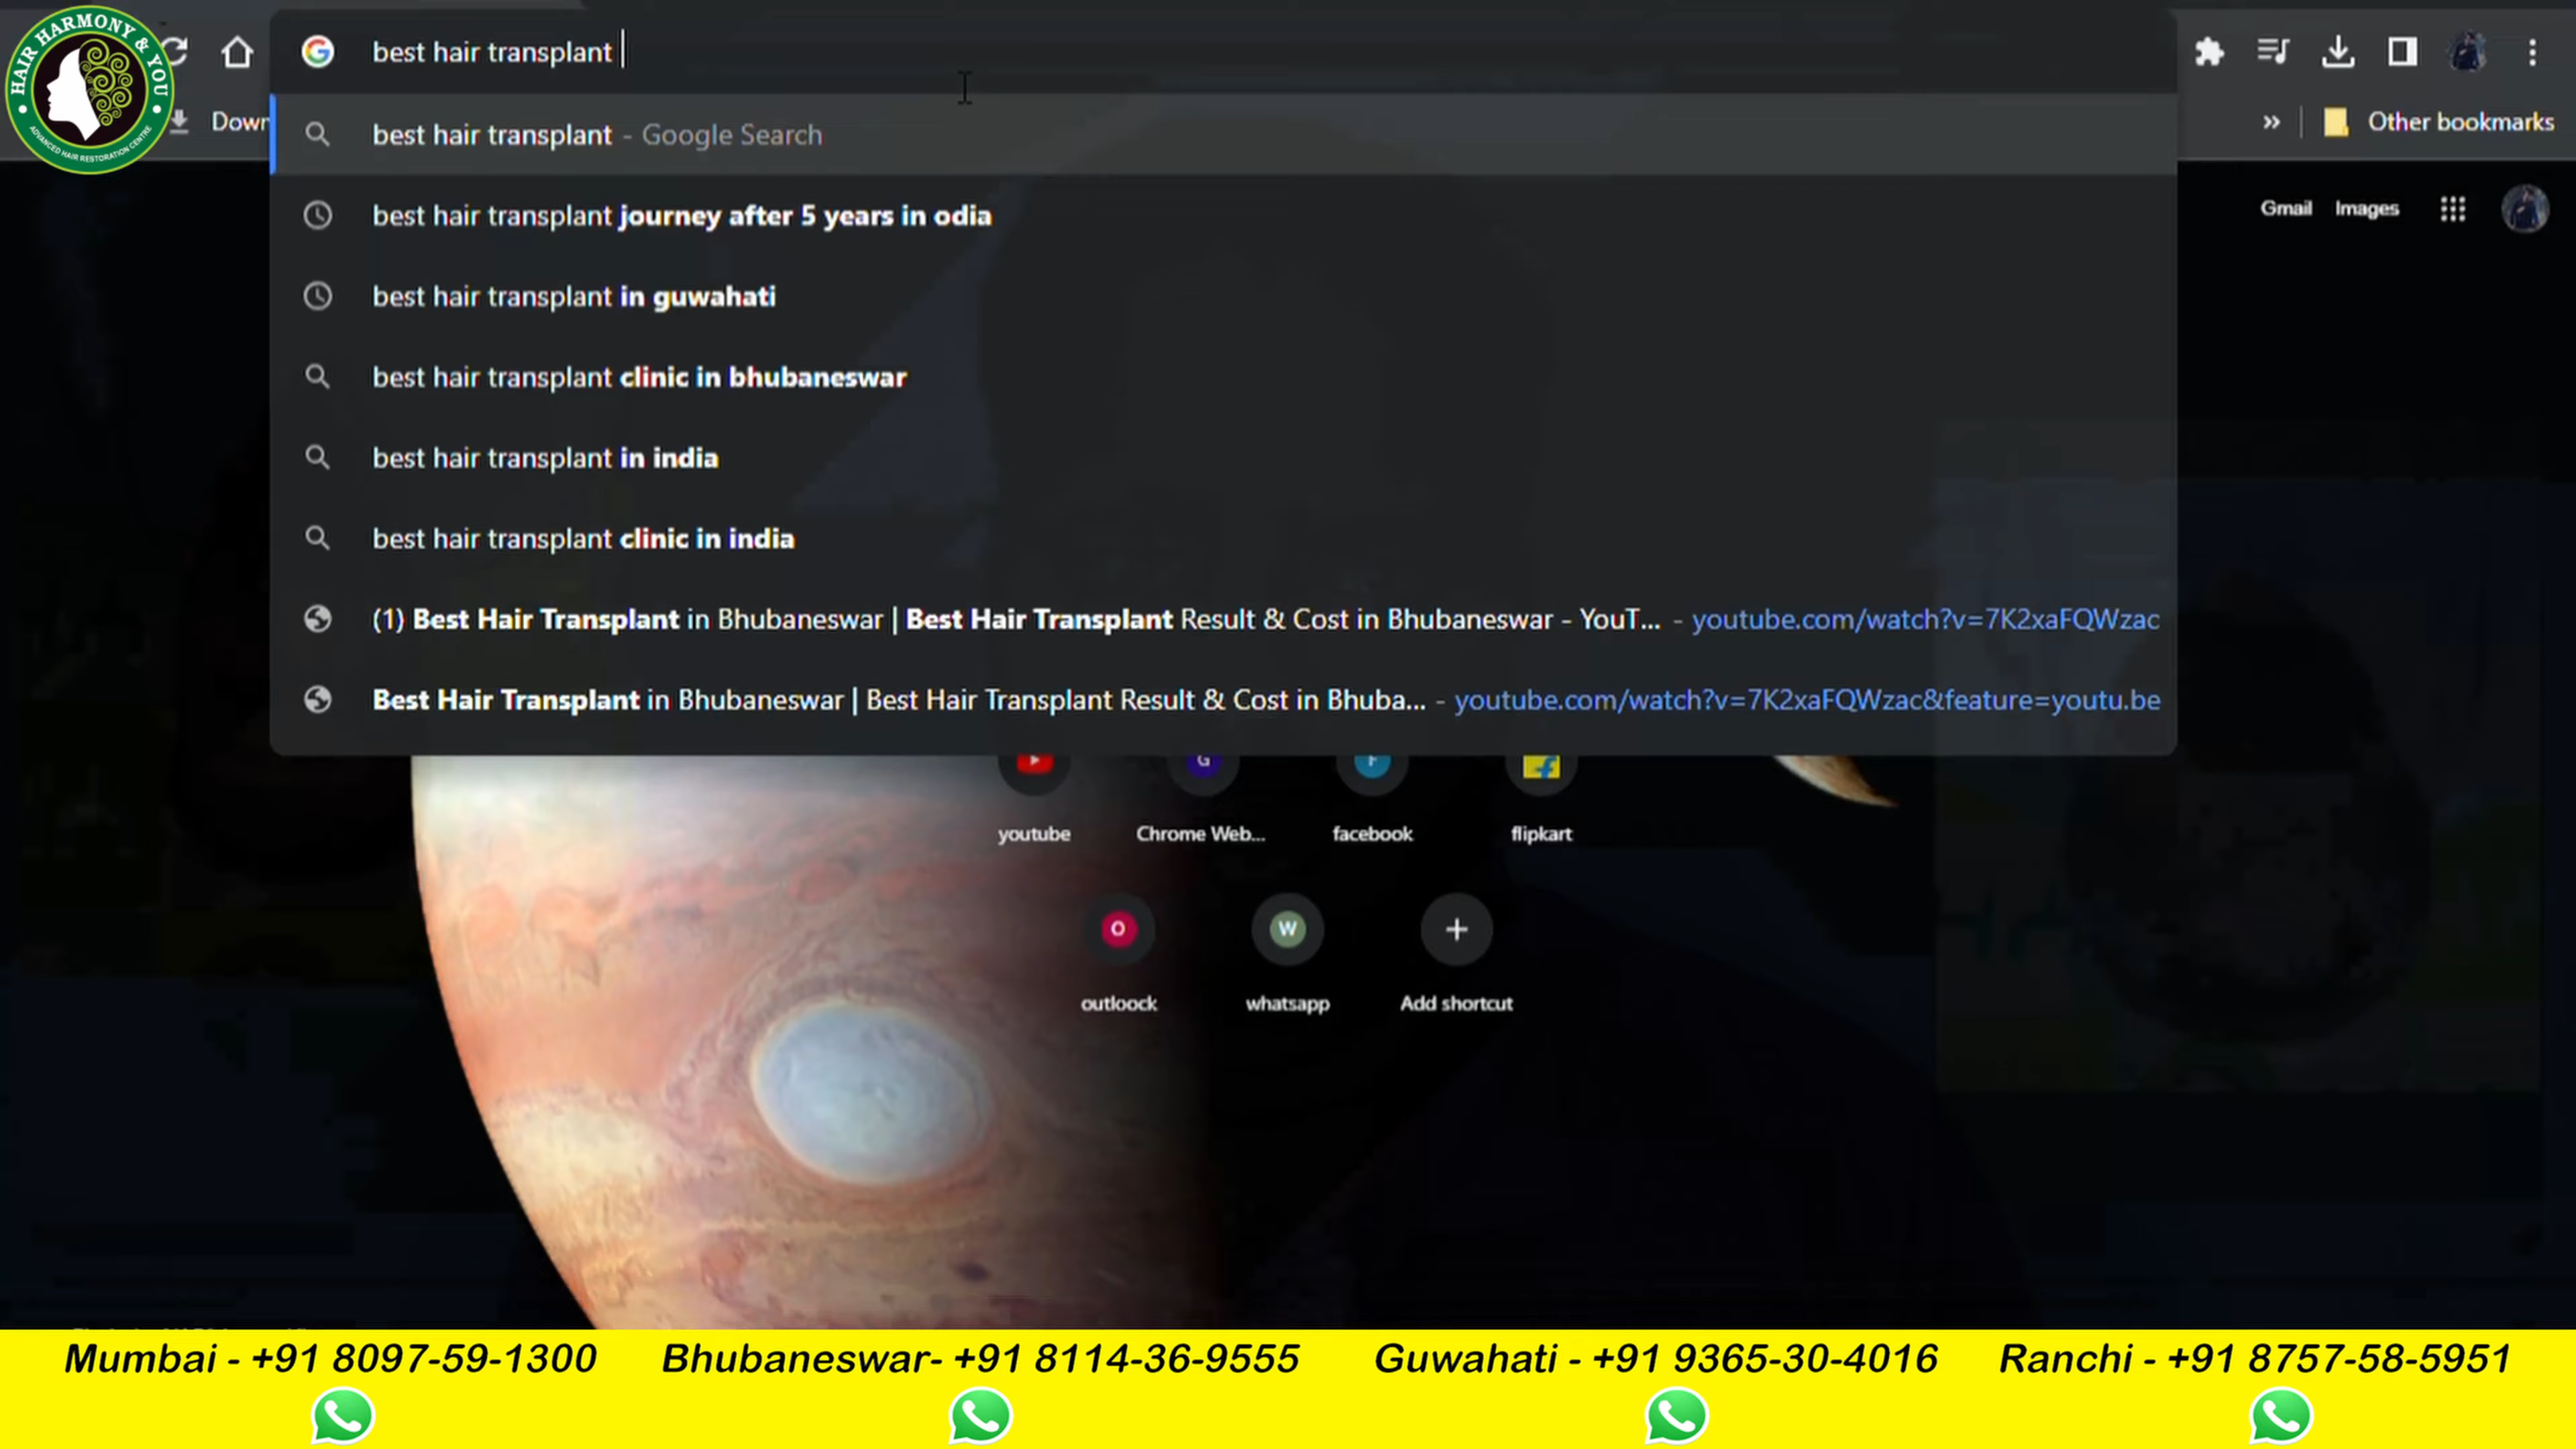 HAIR HARMONY & YOU
ADVANCED HAIR RESTORATION CENTRE
best hair transplant
Down
Other bookmarks
best hair transplant - Google Search
Gmail Images
best hair transplant journey after 5 years in odia
best hair transplant in guwahati
best hair transplant clinic in bhubaneswar
best hair transplant in india
best hair transplant clinic in india
(1) Best Hair Transplant in Bhubaneswar | Best Hair Transplant Result & Cost in Bhubaneswar - YouT... - youtube.com/watch?v=7K2xaFQWzac
Best Hair Transplant in Bhubaneswar | Best Hair Transplant Result & Cost in Bhuba... - youtube.com/watch?v=7K2xaFQWzac&feature=youtu.be
G F
youtube Chrome Web... facebook flipkart
O W
outloock whatsapp Add shortcut
Mumbai - +91 8097-59-1300 Bhubaneswar- +91 8114-36-9555 Guwahati - +91 9365-30-4016 Ranchi - +91 8757-58-5951